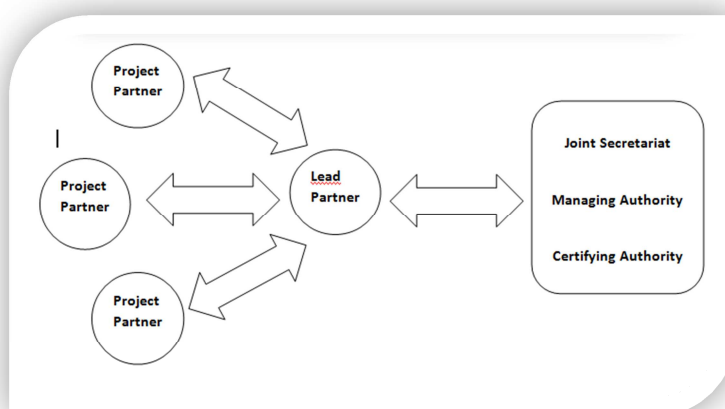 Project
Partner
Project
Partner
Project
Partner
Lead
Partner
Joint Secretariat
Managing Authority
Certifying Authority